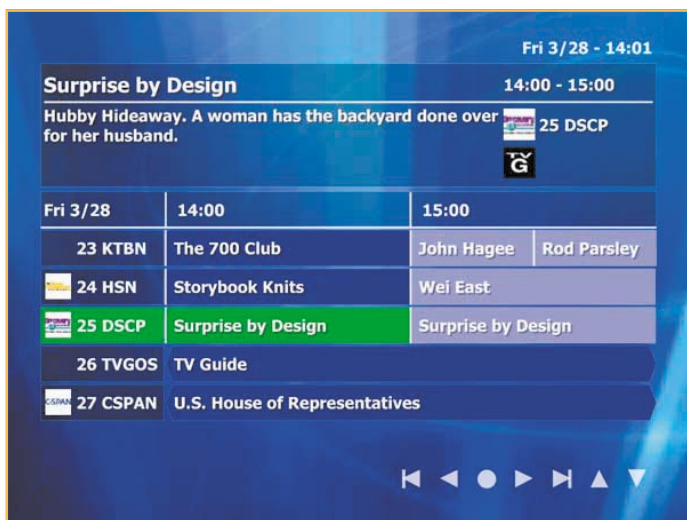 Fri 3/28 - 14:01
Surprise by Design 14:00 - 15:00
Hubby Hideaway. A woman has the backyard done over
for her husband.
25 DSCP
TV
G
Fri 3/28 14:00 15:00
23 KTBN The 700 Club John Hagee Rod Parsley
24 HSN Storybook Knits Wei East
25 DSCP Surprise by Design Surprise by Design
26 TVGOS TV Guide
C-SPAN 27 CSPAN U.S. House of Representatives